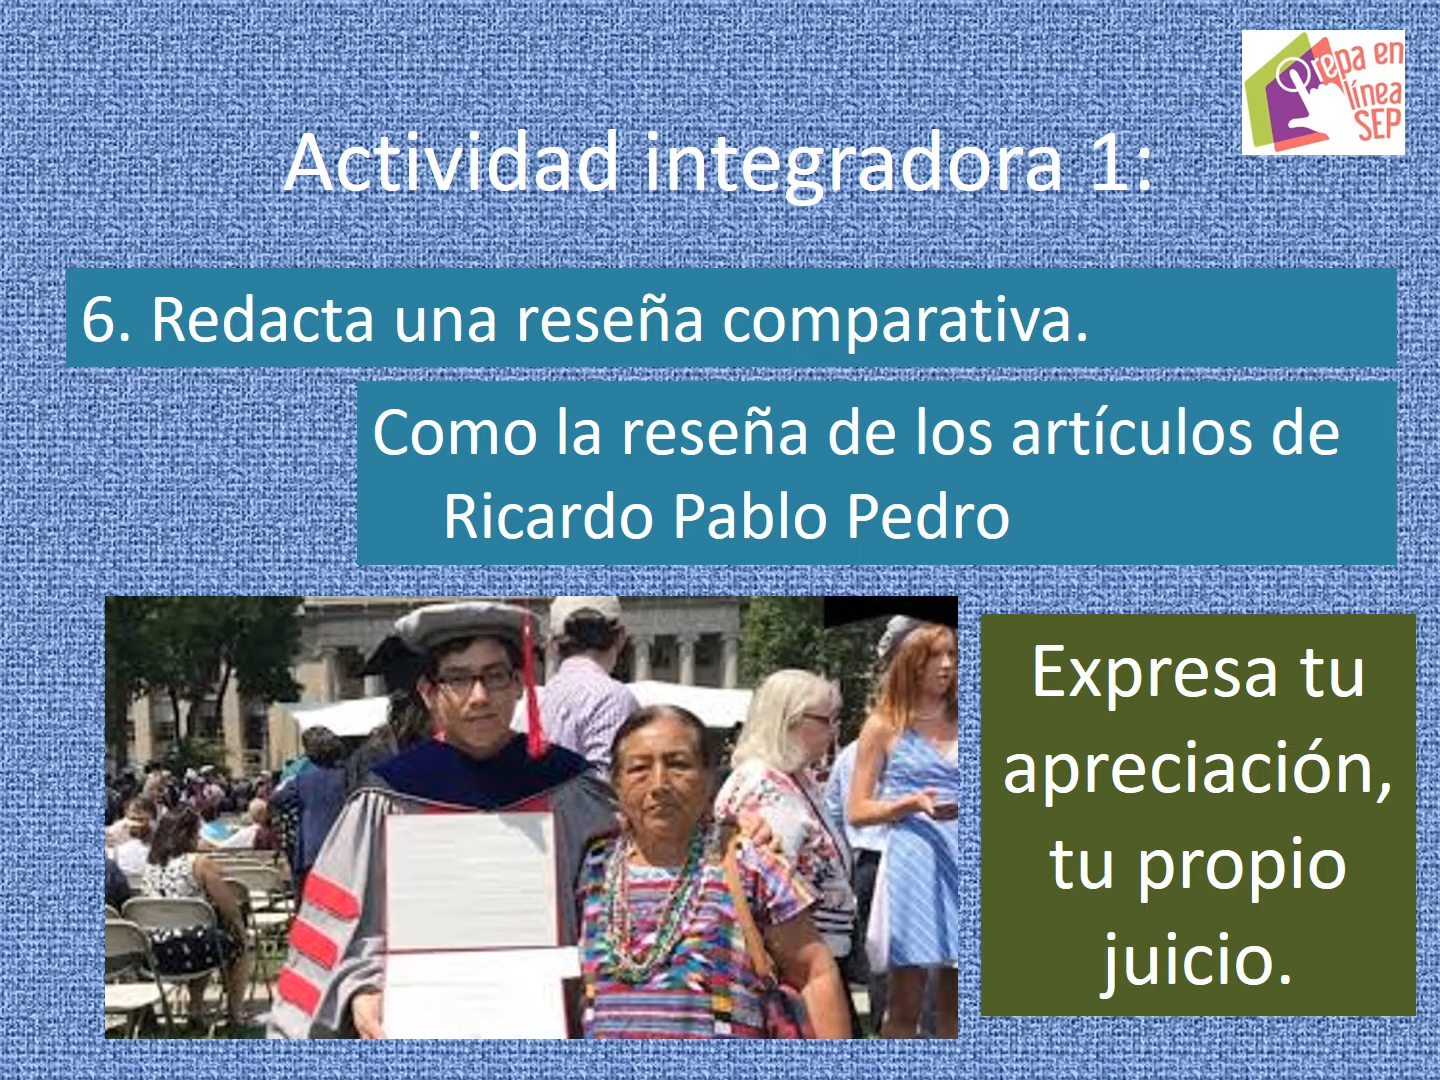 Prepa en
línea
SEP
Actividad integradora 1:
6. Redacta una reseña comparativa.
Como la reseña de los artículos de
Ricardo Pablo Pedro
Expresa tu
apreciación,
tu propio
juicio.